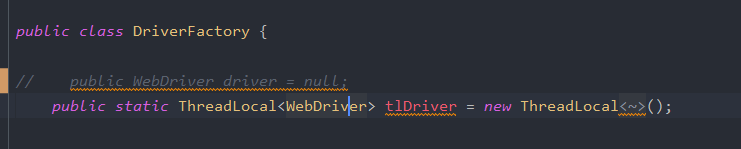 public class DriverFactory {
// public WebDriver driver = null;
public static ThreadLocal<WebDriver> tlDriver = new ThreadLocal<~>();